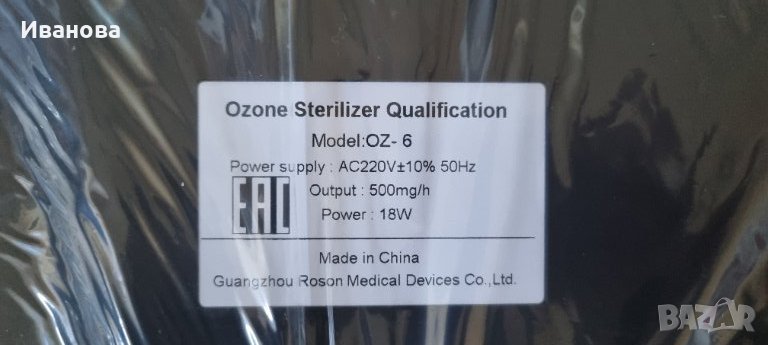 Иванова
Ozone Sterilizer Qualification
Model:OZ- 6
Power supply : AC220V±10% 50Hz
EAC
Output : 500mg/h
Power : 18W
Made in China
Guangzhou Roson Medical Devices Co.,Ltd.
BAZAR